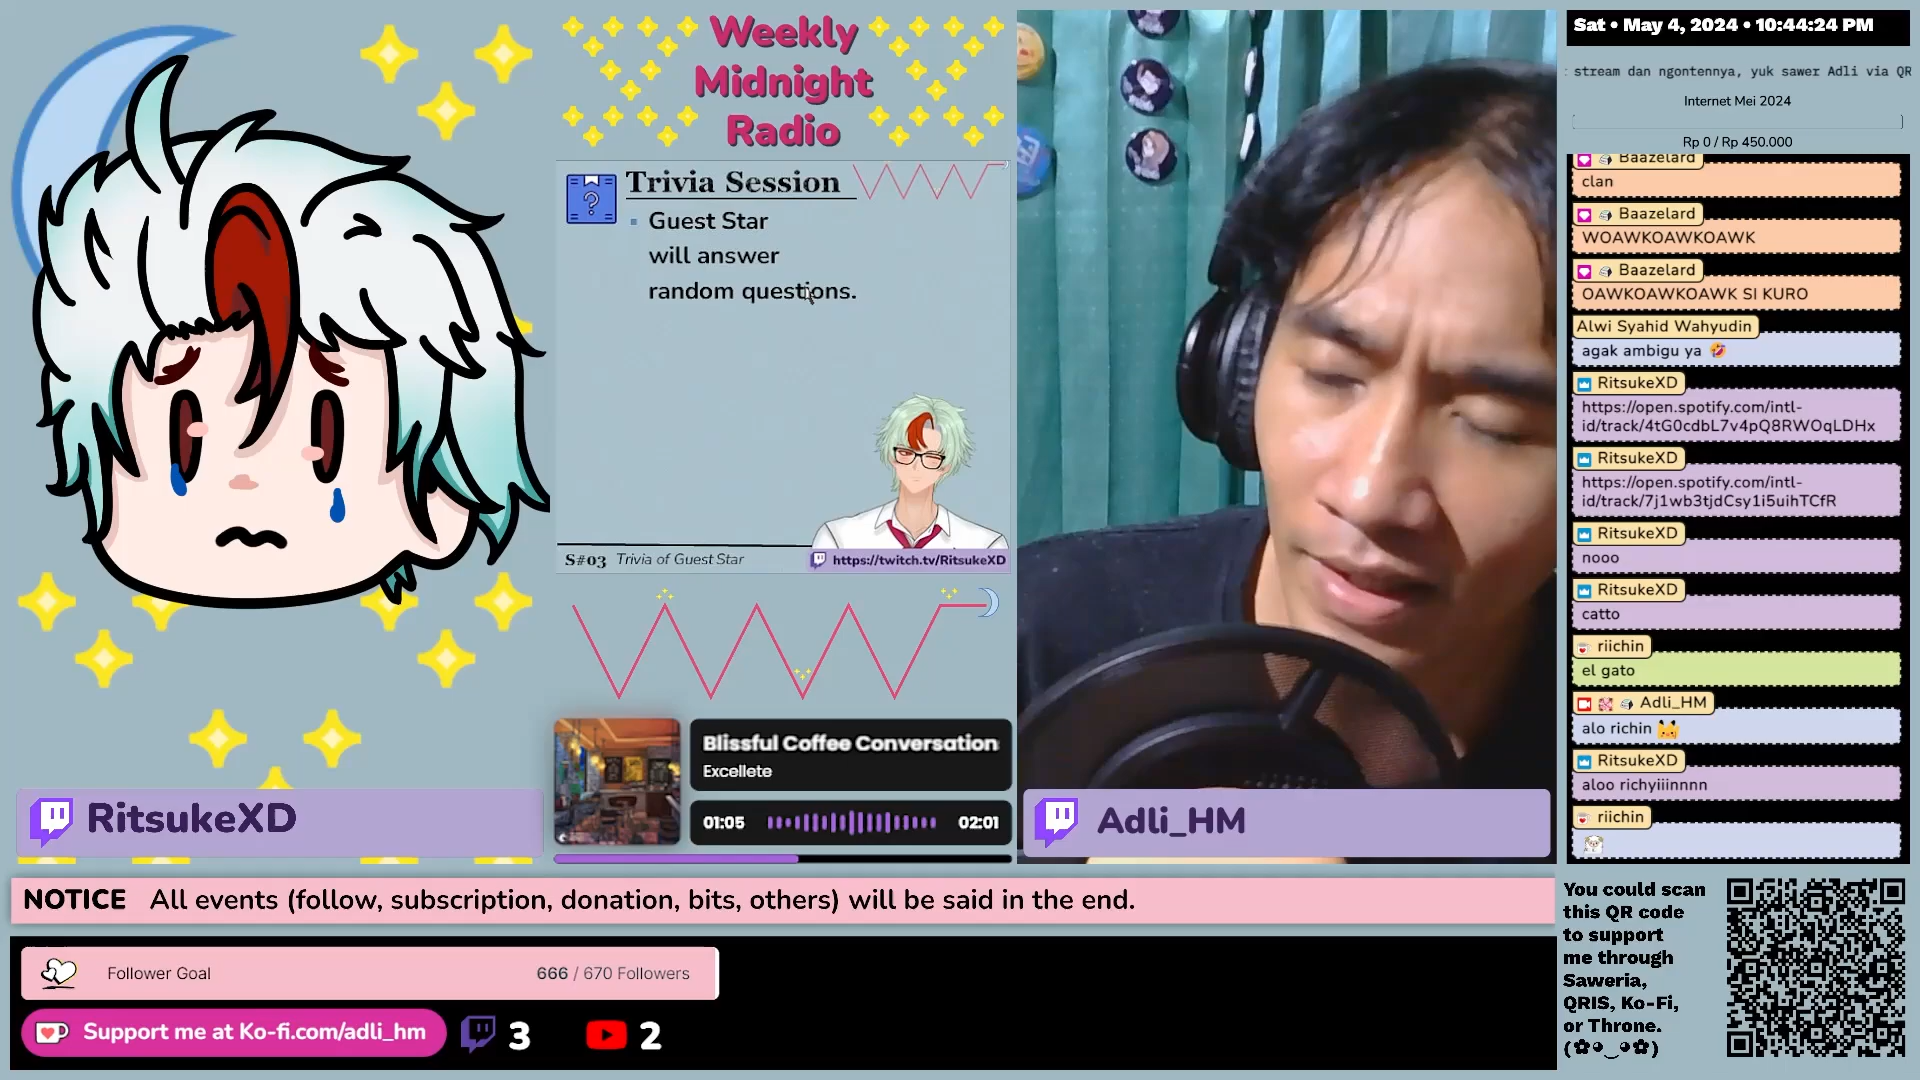 Weekly
Midnight
Radio
Trivia Session
Guest Star
will answer
random questions.
S#03 Trivia of Guest Star
https://twitch.tv/RitsukeXD
Blissful Coffee Conversation
Excellete
01:05
02:01
RitsukeXD
Adli_HM
Sat • May 4, 2024 • 10:44:24 PM
stream dan ngontennya, yuk sawer Adli via QR
Internet Mei 2024
Rp 0 / Rp 450.000
Baazelard
clan
Baazelard
WOAWKOAWKOAWK
Baazelard
OAWKOAWKOAWK SI KURO
Alwi Syahid Wahyudin
agak ambigu ya 🤣
RitsukeXD
https://open.spotify.com/intl-
id/track/4tG0cdbL7v4pQ8RWOqLDHx
RitsukeXD
https://open.spotify.com/intl-
id/track/7j1wb3tjdCsy1i5uihTCfR
RitsukeXD
nooo
RitsukeXD
catto
riichin
el gato
Adli_HM
alo richin
RitsukeXD
aloo richyiiinnnn
riichin
NOTICE All events (follow, subscription, donation, bits, others) will be said in the end.
Follower Goal
666 / 670 Followers
Support me at Ko-fi.com/adli_hm
3
2
You could scan
this QR code
to support
me through
Saweria,
QRIS, Ko-Fi,
or Throne.
(✿◕‿◕✿)